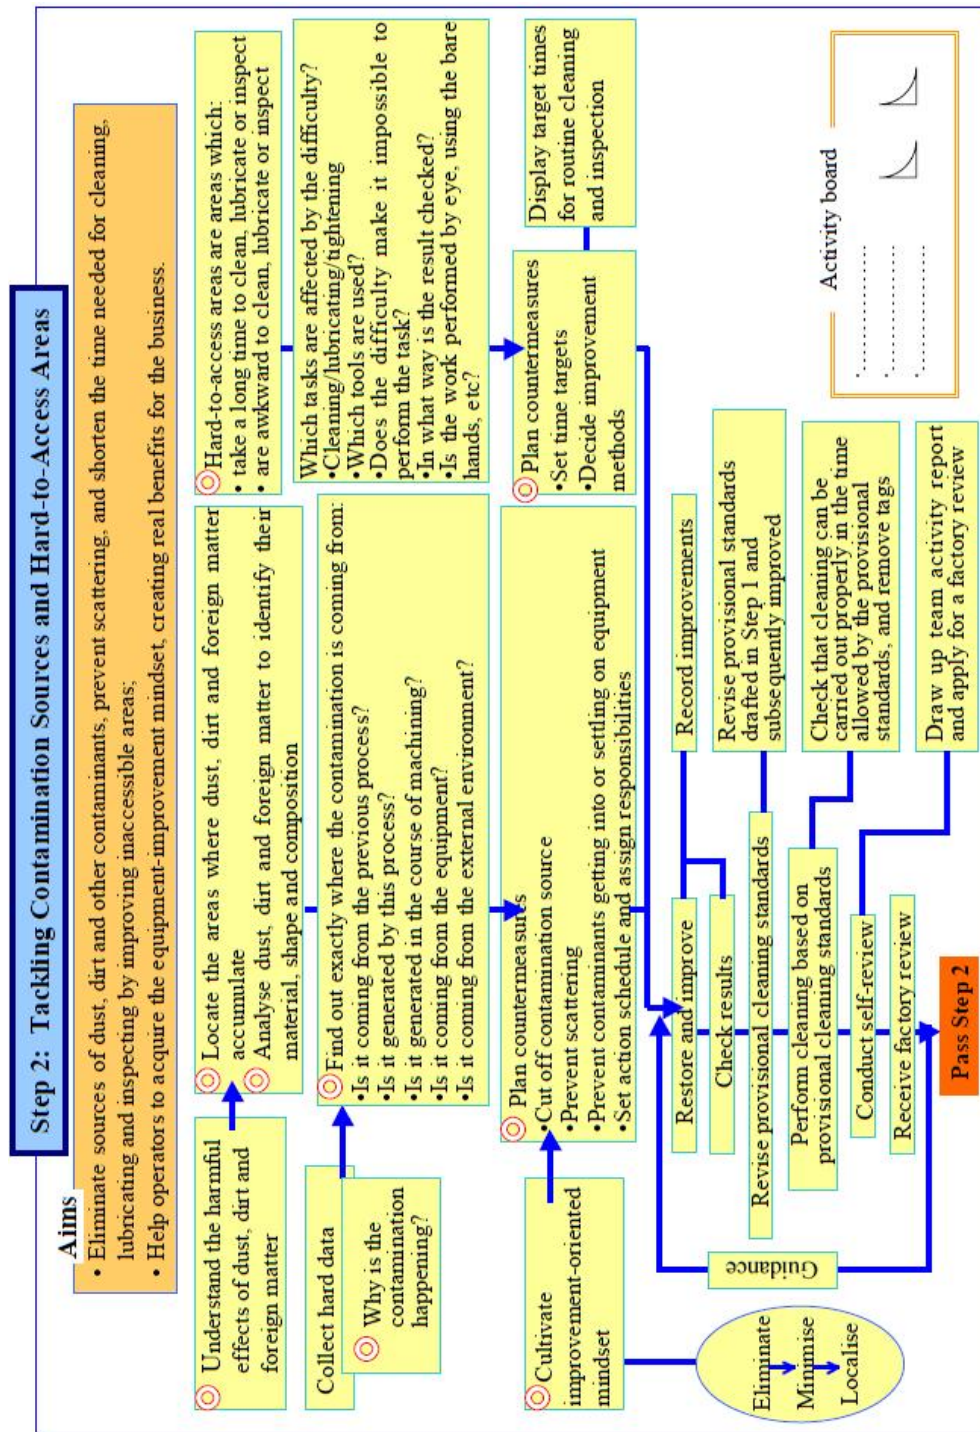 Step 2: Tackling Contamination Sources and Hard-to-Access Areas
Aims
• Eliminate sources of dust, dirt and other contaminants, prevent scattering, and shorten the time needed for cleaning,
lubricating and inspecting by improving inaccessible areas;
• Help operators to acquire the equipment-improvement mindset, creating real benefits for the business.
Understand the harmful
effects of dust, dirt and
foreign matter
Locate the areas where dust, dirt and foreign matter
accumulate
Analyse dust, dirt and foreign matter to identify their
material, shape and composition
Hard-to-access areas are areas which:
• take a long time to clean, lubricate or inspect
• are awkward to clean, lubricate or inspect
Collect hard data
Why is the
contamination
happening?
Find out exactly where the contamination is coming from:
•Is it coming from the previous process?
•Is it generated by this process?
•Is it generated in the course of machining?
•Is it coming from the equipment?
•Is it coming from the external environment?
Which tasks are affected by the difficulty?
•Cleaning/lubricating/tightening
•Which tools are used?
•Does the difficulty make it impossible to
perform the task?
•In what way is the result checked?
•Is the work performed by eye, using the bare
hands, etc?
Cultivate
improvement-oriented
mindset
Plan countermeasures
•Cut off contamination source
•Prevent scattering
•Prevent contaminants getting into or settling on equipment
•Set action schedule and assign responsibilities
Plan countermeasures
•Set time targets
•Decide improvement
methods
Display target times
for routine cleaning
and inspection
Eliminate
Minimise
Localise
Guidance
Restore and improve
Check results
Record improvements
Revise provisional cleaning standards
Revise provisional standards
drafted in Step 1 and
subsequently improved
Perform cleaning based on
provisional cleaning standards
Check that cleaning can be
carried out properly in the time
allowed by the provisional
standards, and remove tags
Conduct self-review
Draw up team activity report
and apply for a factory review
Receive factory review
Pass Step 2
Activity board